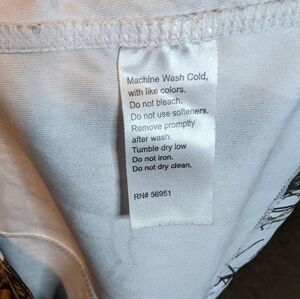 Machine Wash Cold,
with like colors.
Do not bleach.
Do not use softeners.
Remove promptly
after wash.
Tumble dry low
Do not iron.
Do not dry clean.
RN# 56951